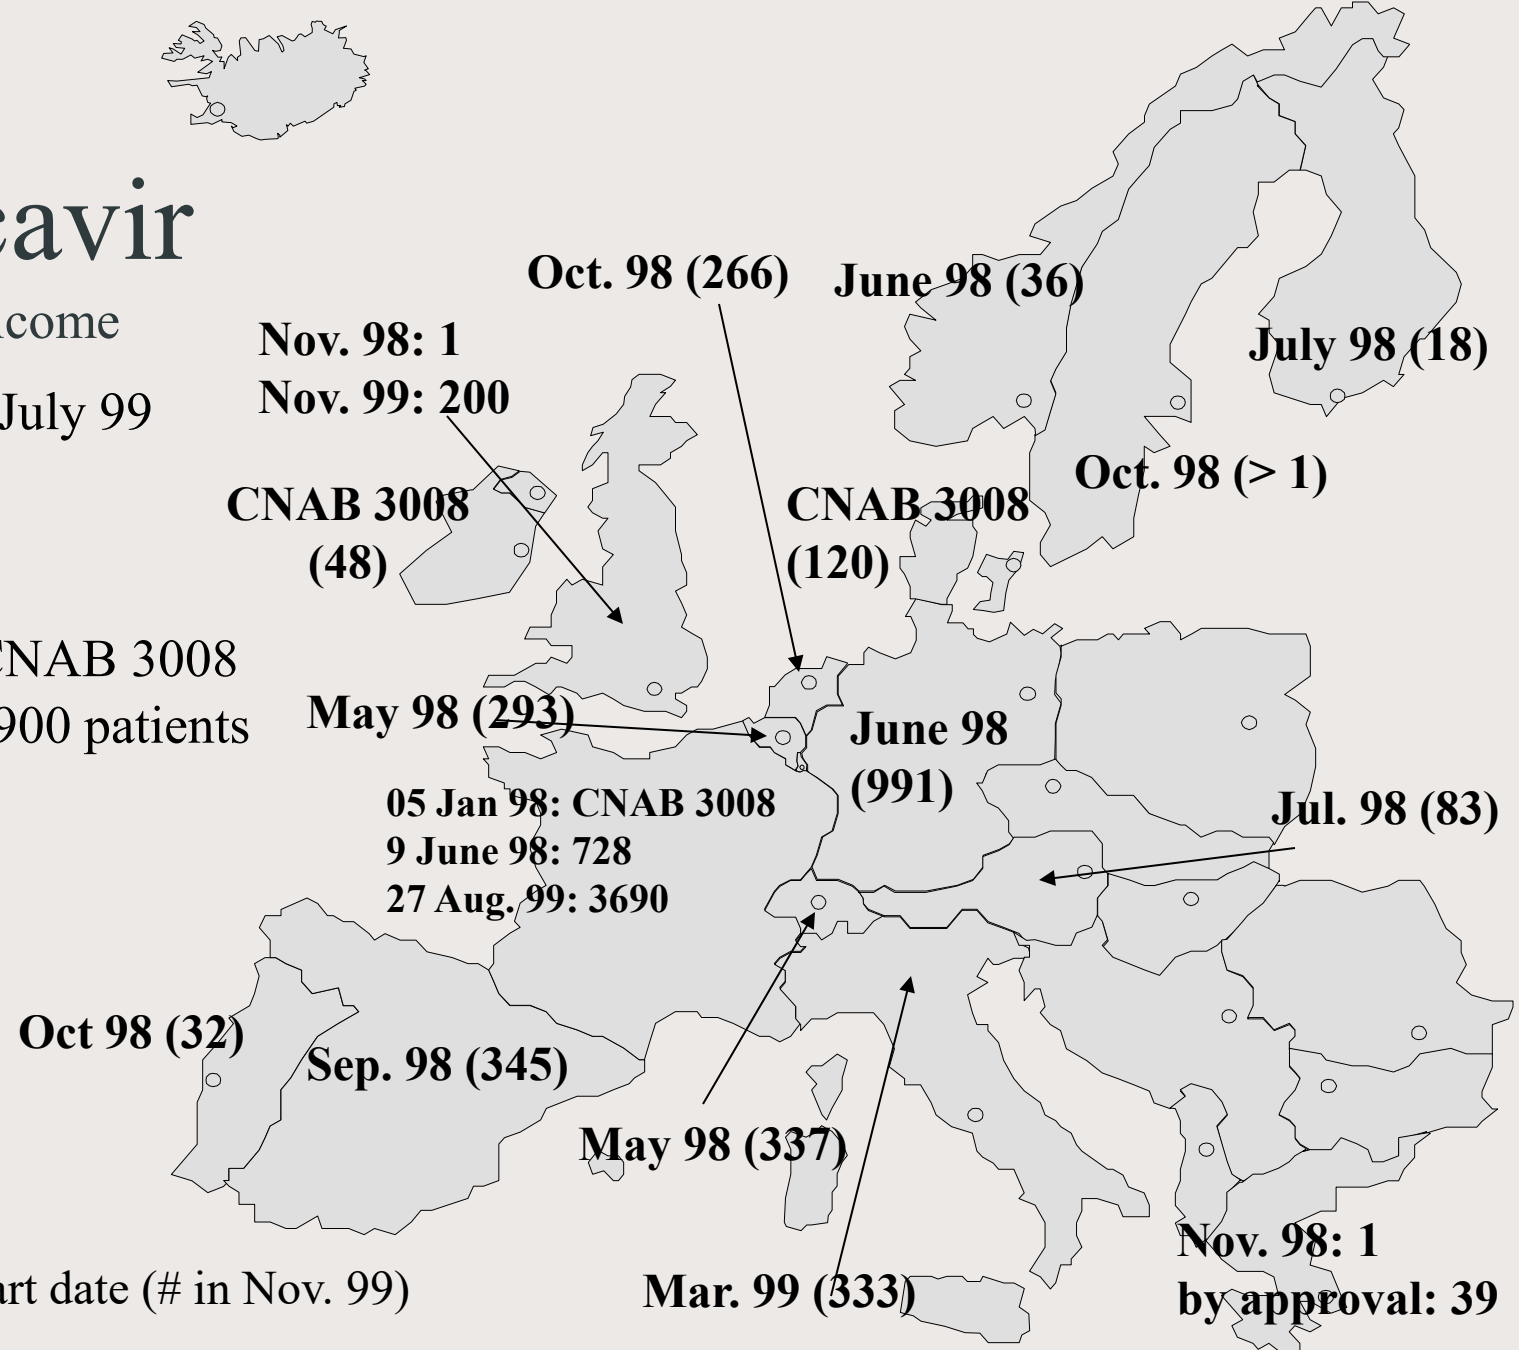 cavir
lcome
July 99
CNAB 3008
900 patients
Oct. 98 (266)
June 98 (36)
Nov. 98: 1
Nov. 99: 200
July 98 (18)
CNAB 3008
(48)
CNAB 3008
(120)
Oct. 98 (> 1)
May 98 (293)
June 98
(991)
05 Jan 98: CNAB 3008
9 June 98: 728
27 Aug. 99: 3690
Jul. 98 (83)
Oct 98 (32)
Sep. 98 (345)
May 98 (337)
Mar. 99 (333)
Nov. 98: 1
by approval: 39
art date (# in Nov. 99)